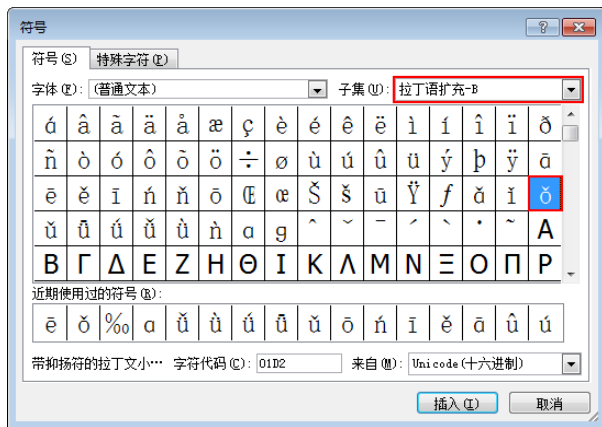 符号
符号(S) 特殊字符(P)
字体(F): (普通文本) 子集(U): 拉丁语扩充-B
á â ã ä å æ ç è é ê ë ì í î ï ð
ñ ò ó ô õ ö ÷ ø ù ú û ü ý þ ÿ ā
ē ě ī ń ň ō Œ œ Š š ū Ÿ ƒ ǎ ǐ ǒ
ǔ ǖ ǘ ǚ ǜ ǹ ɑ ɡ ˆ ˇ ˉ ˊ ˋ ˙ ˜ Α
Β Γ Δ Ε Ζ Η Θ Ι Κ Λ Μ Ν Ξ Ο Π Ρ
近期使用过的符号(R):
ē ǒ ‰ ɑ ǚ ǜ ǘ ǖ ǔ ō ń ī ě ā û ú
带抑扬符的拉丁文小… 字符代码(C): 01D2 来自(M): Unicode(十六进制)
插入(I) 取消